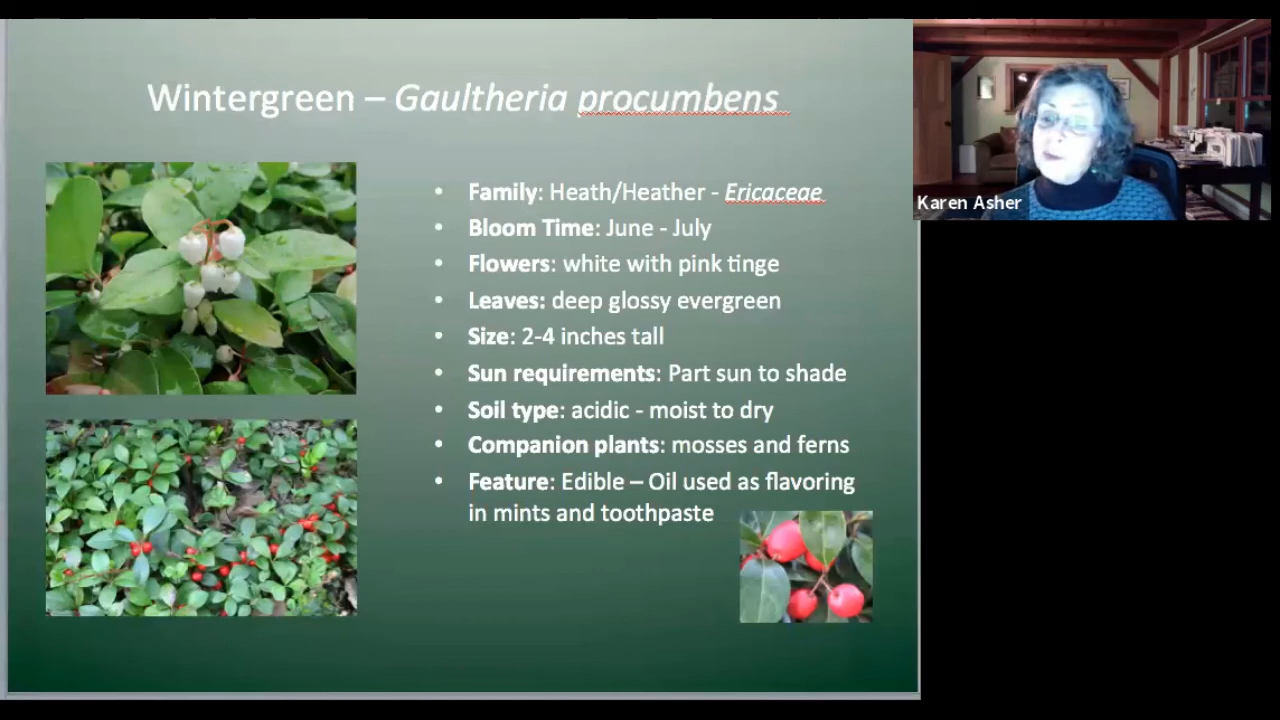 Wintergreen – Gaultheria procumbens
• Family: Heath/Heather - Ericaceae
• Bloom Time: June - July
• Flowers: white with pink tinge
• Leaves: deep glossy evergreen
• Size: 2-4 inches tall
• Sun requirements: Part sun to shade
• Soil type: acidic - moist to dry
• Companion plants: mosses and ferns
• Feature: Edible – Oil used as flavoring
in mints and toothpaste
Karen Asher